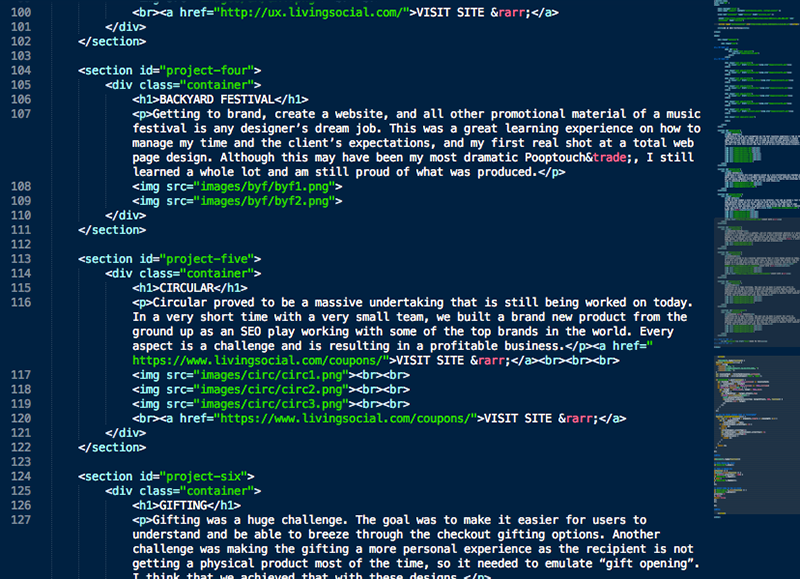 100 <br><a href="http://ux.livingsocial.com/">VISIT SITE &rarr;</a>
101 </div>
102 </section>
103
104 <section id="project-four">
105 <div class="container">
106 <h1>BACKYARD FESTIVAL</h1>
107 <p>Getting to brand, create a website, and all other promotional material of a music
festival is any designer’s dream job. This was a great learning experience on how to
manage my time and the client’s expectations, and my first real shot at a total web
page design. Although this may have been my most dramatic Pooptouch&trade;, I still
learned a whole lot and am still proud of what was produced.</p>
108 <img src="images/byf/byf1.png">
109 <img src="images/byf/byf2.png">
110 </div>
111 </section>
112
113 <section id="project-five">
114 <div class="container">
115 <h1>CIRCULAR</h1>
116 <p>Circular proved to be a massive undertaking that is still being worked on today.
In a very short time with a very small team, we built a brand new product from the
ground up as an SEO play working with some of the top brands in the world. Every
aspect is a challenge and is resulting in a profitable business.</p><a href="
https://www.livingsocial.com/coupons/">VISIT SITE &rarr;</a><br><br><br>
117 <img src="images/circ/circ1.png"><br><br>
118 <img src="images/circ/circ2.png"><br><br>
119 <img src="images/circ/circ3.png"><br><br>
120 <br><a href="https://www.livingsocial.com/coupons/">VISIT SITE &rarr;</a>
121 </div>
122 </section>
123
124 <section id="project-six">
125 <div class="container">
126 <h1>GIFTING</h1>
127 <p>Gifting was a huge challenge. The goal was to make it easier for users to
understand and be able to breeze through the checkout gifting options. Another
challenge was making the gifting a more personal experience as the recipient is not
getting a physical product most of the time, so it needed to emulate “gift opening”.
I think that we achieved that with these designs.</p>